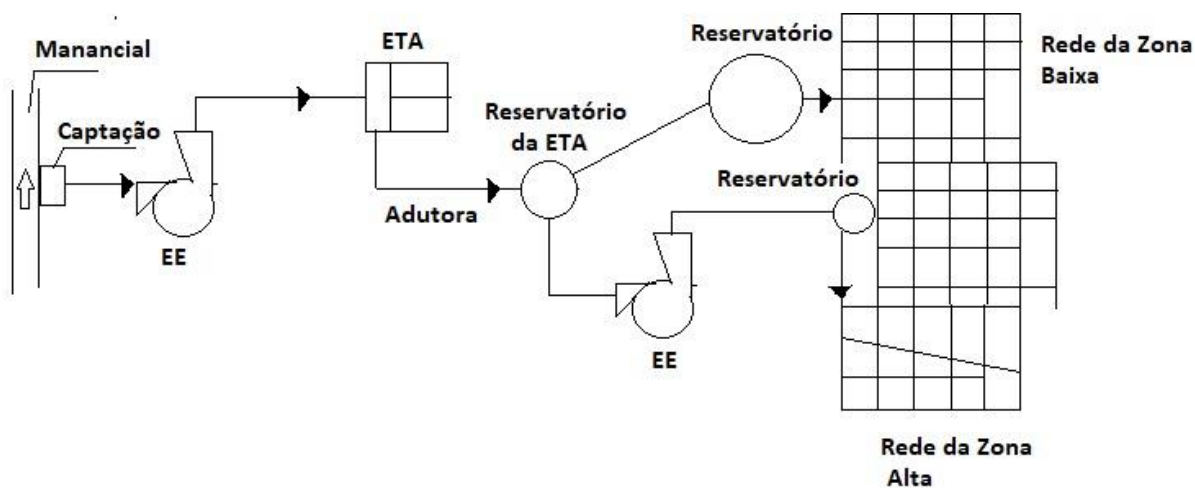 Manancial
Captação
EE
ETA
Adutora
Reservatório
da ETA
Reservatório
Reservatório
EE
Rede da Zona
Baixa
Rede da Zona
Alta